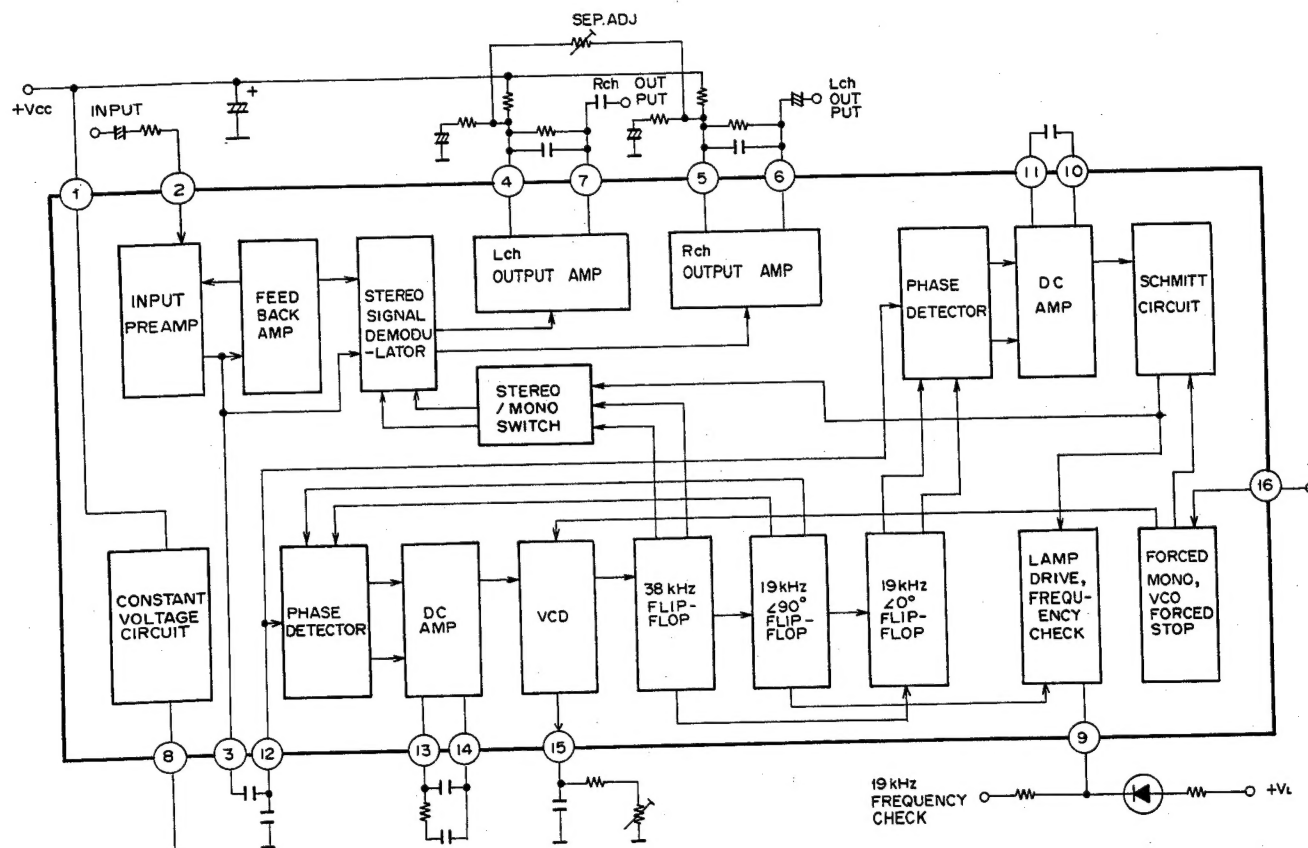 SEP.ADJ
+Vcc
INPUT
+
Rch OUT
PUT
Lch
OUT
PUT
1
2
4
7
5
6
11
10
INPUT
PREAMP
FEED
BACK
AMP
STEREO
SIGNAL
DEMODU
-LATOR
Lch
OUTPUT AMP
Rch
OUTPUT AMP
PHASE
DETECTOR
DC
AMP
SCHMITT
CIRCUIT
STEREO
/ MONO
SWITCH
16
CONSTANT
VOLTAGE
CIRCUIT
PHASE
DETECTOR
DC
AMP
VCD
38 kHz
FLIP-
FLOP
19kHz
∠90°
FLIP-
FLOP
19kHz
∠0°
FLIP-
FLOP
LAMP
DRIVE,
FREQU-
ENCY
CHECK
FORCED
MONO,
VCO
FORCED
STOP
8
3
12
13
14
15
9
19kHz
FREQUENCY
CHECK
+VL